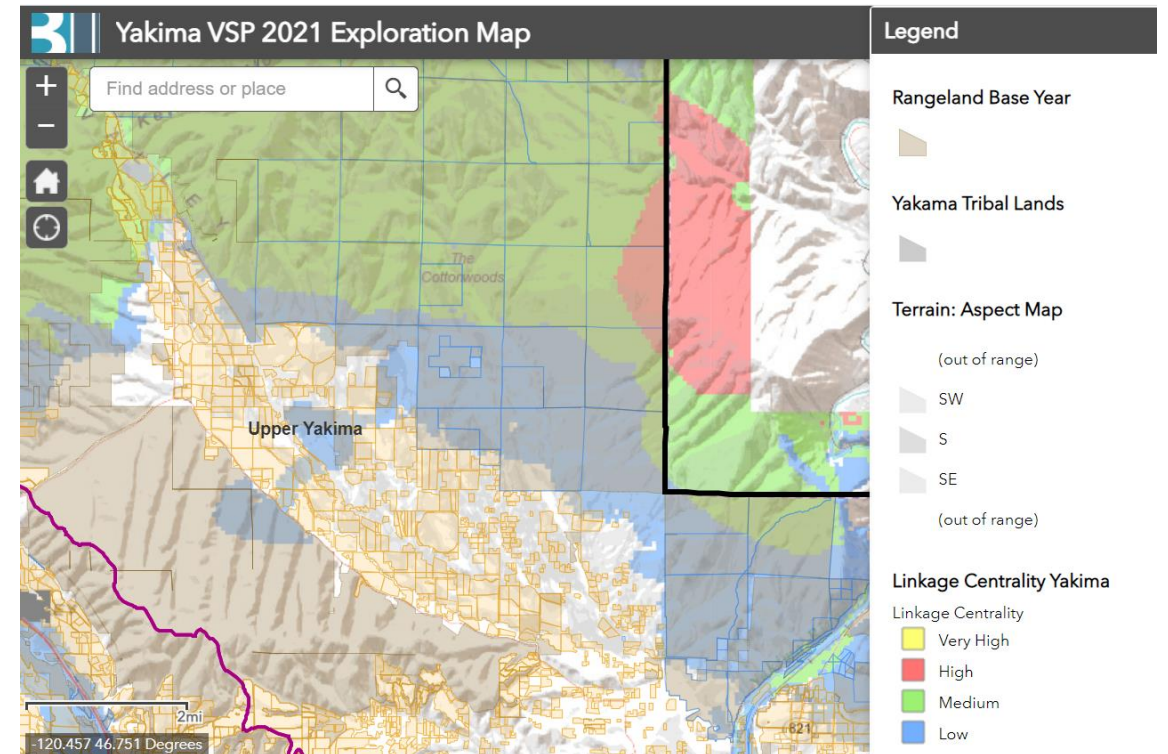 Yakima VSP 2021 Exploration Map
Find address or place
The
Cottonwoods
Upper Yakima
2mi
-120.457 46.751 Degrees
821
Legend
Rangeland Base Year
Yakama Tribal Lands
Terrain: Aspect Map
(out of range)
SW
S
SE
(out of range)
Linkage Centrality Yakima
Linkage Centrality
Very High
High
Medium
Low